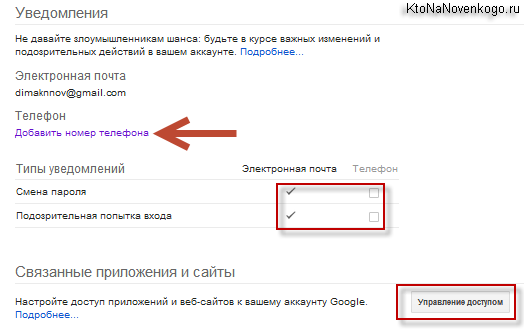 KtoNaNovenkogo.ru
Уведомления
Не давайте злоумышленникам шанса: будьте в курсе важных изменений и
подозрительных действий в вашем аккаунте. Подробнее...
Электронная почта
dimaknnov@gmail.com
Телефон
Добавить номер телефона
Типы уведомлений Электронная почта Телефон
Смена пароля
Подозрительная попытка входа
Связанные приложения и сайты
Настройте доступ приложений и веб-сайтов к вашему аккаунту Google. Управление доступом
Подробнее...